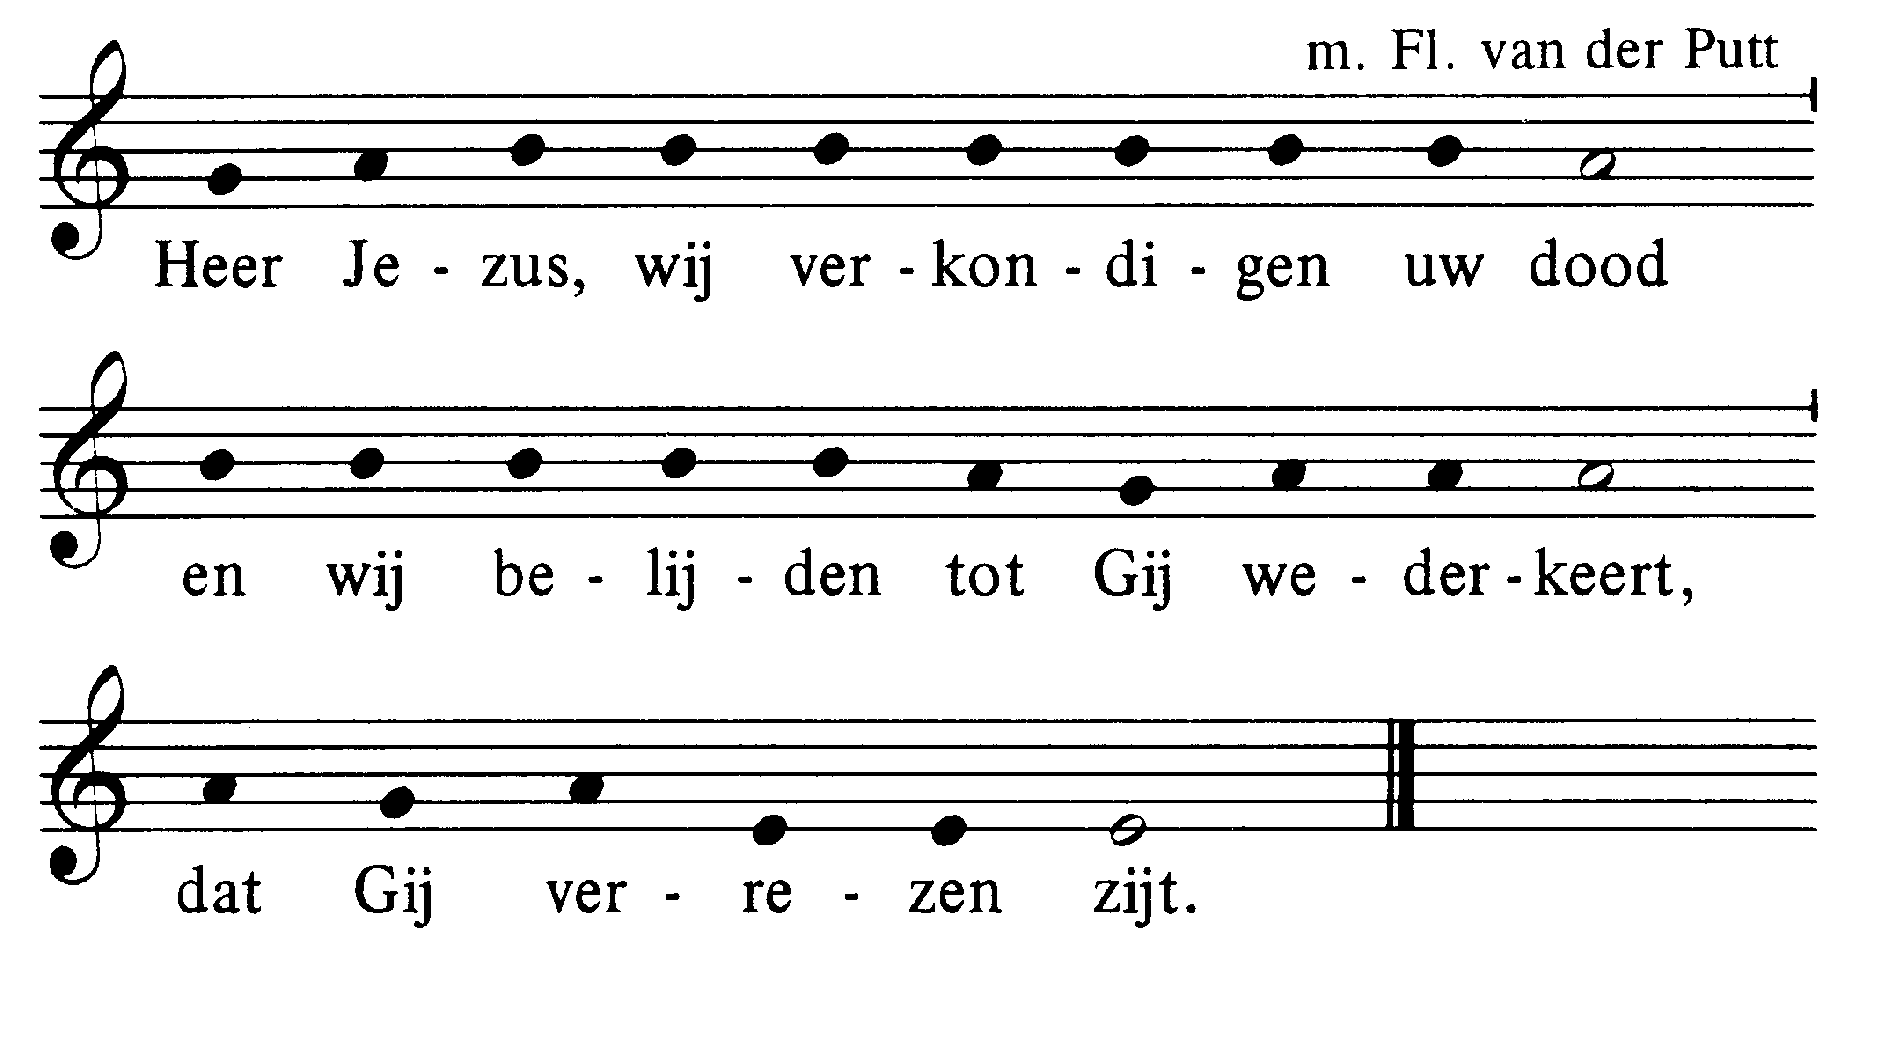 m. Fl. van der Putt
Heer Je - zus, wij ver - kon - di - gen uw dood
en wij be - lij - den tot Gij we - der - keert,
dat Gij ver - re - zen zijt.